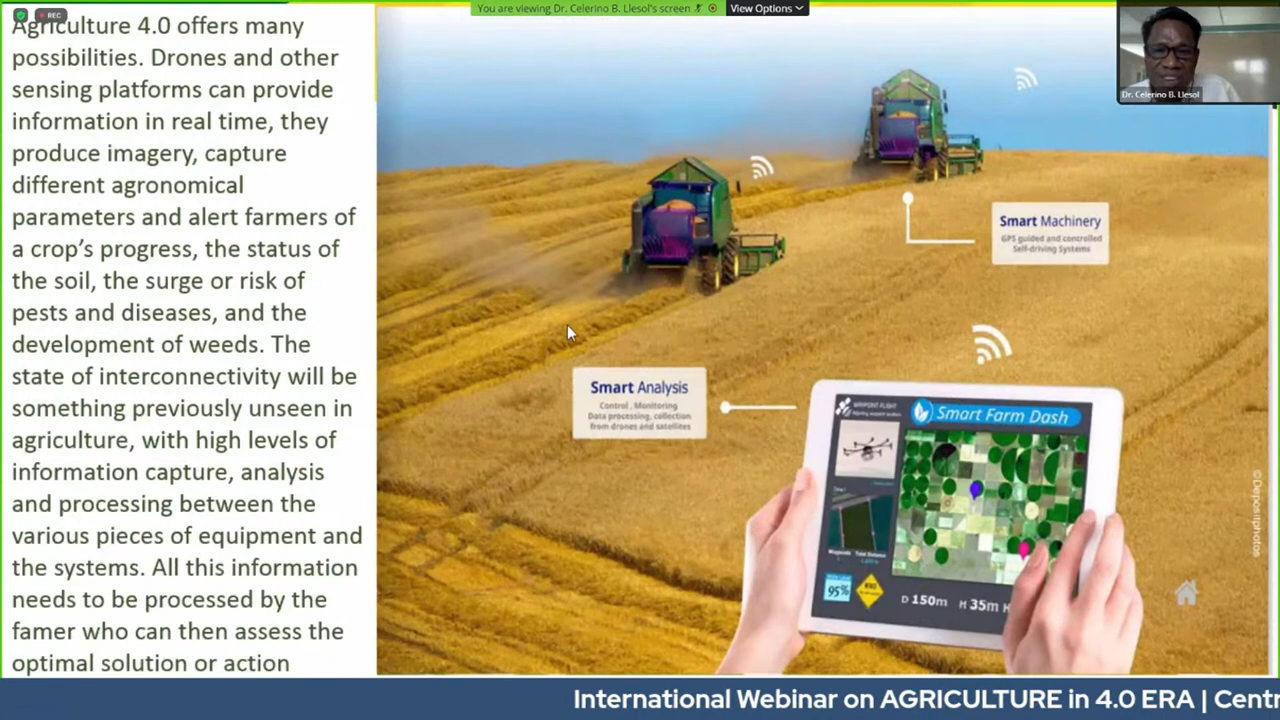 REC
You are viewing Dr. Celerino B. Llesol's screen
View Options
Agriculture 4.0 offers many
possibilities. Drones and other
sensing platforms can provide
information in real time, they
produce imagery, capture
different agronomical
parameters and alert farmers of
a crop's progress, the status of
the soil, the surge or risk of
pests and diseases, and the
development of weeds. The
state of interconnectivity will be
something previously unseen in
agriculture, with high levels of
information capture, analysis
and processing between the
various pieces of equipment and
the systems. All this information
needs to be processed by the
famer who can then assess the
optimal solution or action
Dr. Celerino B. Llesol
Smart Machinery
GPS guided and controlled
Self-driving Systems
Smart Analysis
Control , Monitoring
Data processing, collection
from drones and satellites
WAYPOINT FLIGHT
Smart Farm Dash
Waypoints
Total Distance
95%
D 150m
H 35m
©Depositphotos
International Webinar on AGRICULTURE in 4.0 ERA | Centr